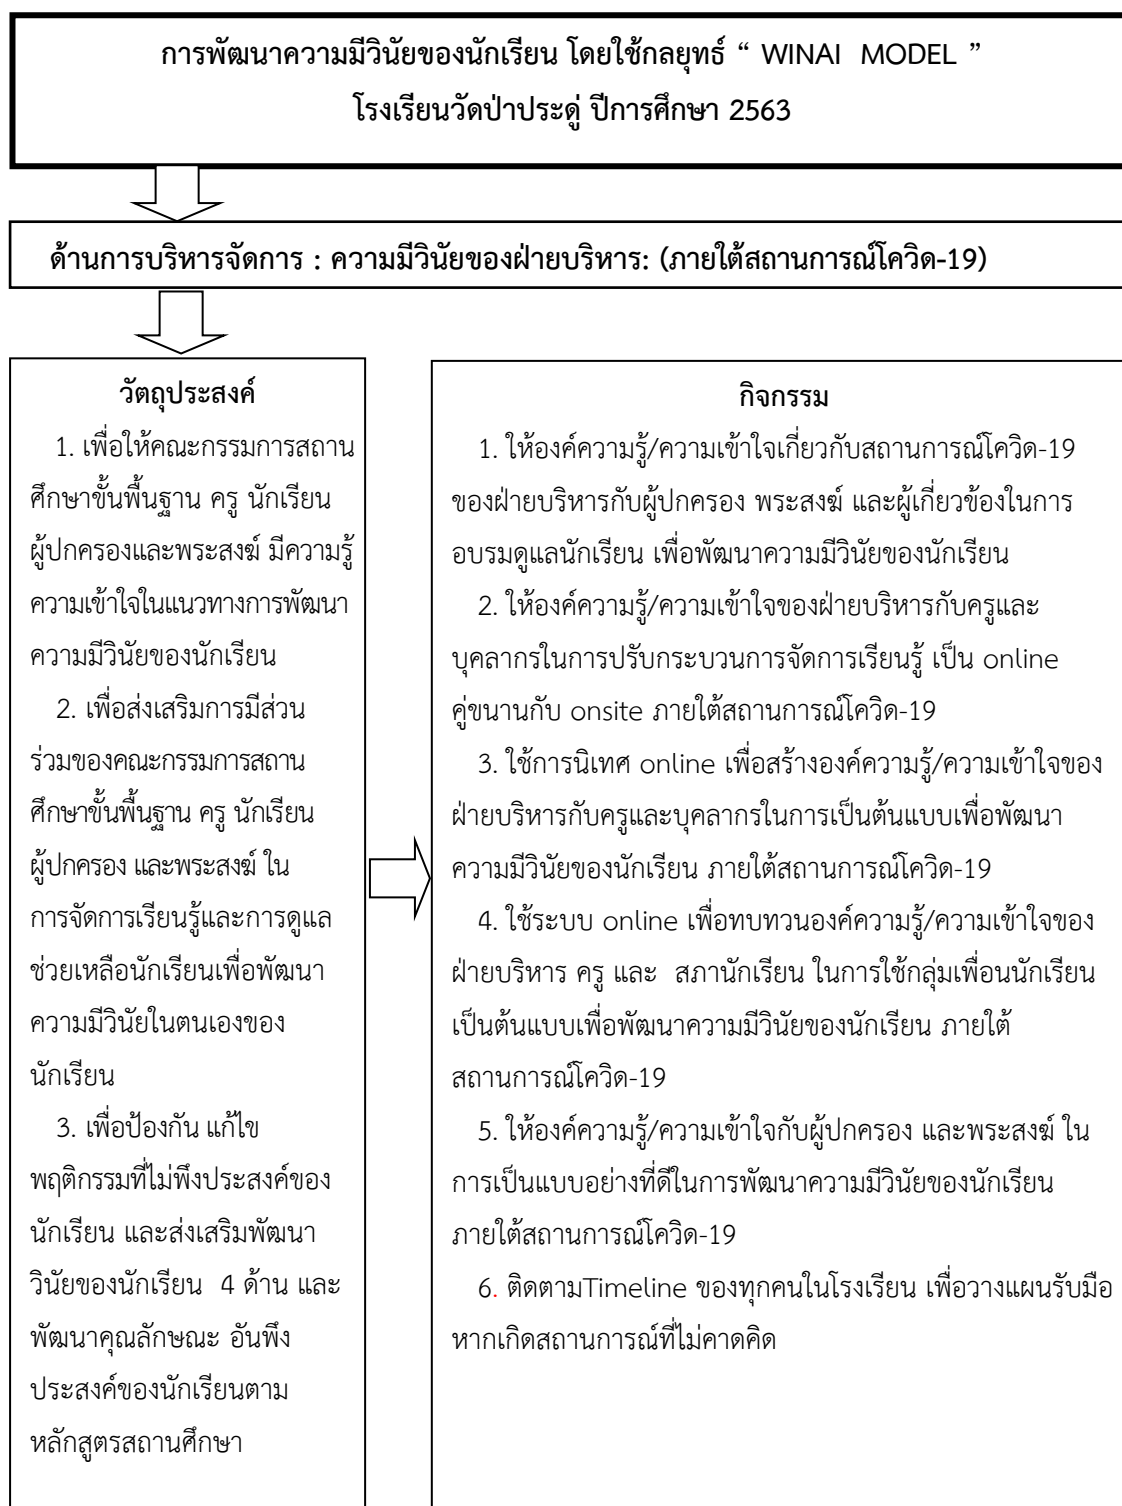 การพัฒนาความมีวินัยของนักเรียน โดยใช้กลยุทธ์ “ WINAI MODEL ”
โรงเรียนวัดป่าประดู่ ปีการศึกษา 2563
ด้านการบริหารจัดการ : ความมีวินัยของฝ่ายบริหาร: (ภายใต้สถานการณ์โควิด-19)
วัตถุประสงค์
1. เพื่อให้คณะกรรมการสถาน
ศึกษาขั้นพื้นฐาน ครู นักเรียน
ผู้ปกครองและพระสงฆ์ มีความรู้
ความเข้าใจในแนวทางการพัฒนา
ความมีวินัยของนักเรียน
2. เพื่อส่งเสริมการมีส่วน
ร่วมของคณะกรรมการสถาน
ศึกษาขั้นพื้นฐาน ครู นักเรียน
ผู้ปกครอง และพระสงฆ์ ใน
การจัดการเรียนรู้และการดูแล
ช่วยเหลือนักเรียนเพื่อพัฒนา
ความมีวินัยในตนเองของ
นักเรียน
3. เพื่อป้องกัน แก้ไข
พฤติกรรมที่ไม่พึงประสงค์ของ
นักเรียน และส่งเสริมพัฒนา
วินัยของนักเรียน 4 ด้าน และ
พัฒนาคุณลักษณะ อันพึง
ประสงค์ของนักเรียนตาม
หลักสูตรสถานศึกษา
กิจกรรม
1. ให้องค์ความรู้/ความเข้าใจเกี่ยวกับสถานการณ์โควิด-19
ของฝ่ายบริหารกับผู้ปกครอง พระสงฆ์ และผู้เกี่ยวข้องในการ
อบรมดูแลนักเรียน เพื่อพัฒนาความมีวินัยของนักเรียน
2. ให้องค์ความรู้/ความเข้าใจของฝ่ายบริหารกับครูและ
บุคลากรในการปรับกระบวนการจัดการเรียนรู้ เป็น online
คู่ขนานกับ onsite ภายใต้สถานการณ์โควิด-19
3. ใช้การนิเทศ online เพื่อสร้างองค์ความรู้/ความเข้าใจของ
ฝ่ายบริหารกับครูและบุคลากรในการเป็นต้นแบบเพื่อพัฒนา
ความมีวินัยของนักเรียน ภายใต้สถานการณ์โควิด-19
4. ใช้ระบบ online เพื่อทบทวนองค์ความรู้/ความเข้าใจของ
ฝ่ายบริหาร ครู และ สภานักเรียน ในการใช้กลุ่มเพื่อนนักเรียน
เป็นต้นแบบเพื่อพัฒนาความมีวินัยของนักเรียน ภายใต้
สถานการณ์โควิด-19
5. ให้องค์ความรู้/ความเข้าใจกับผู้ปกครอง และพระสงฆ์ ใน
การเป็นแบบอย่างที่ดีในการพัฒนาความมีวินัยของนักเรียน
ภายใต้สถานการณ์โควิด-19
6. ติดตามTimeline ของทุกคนในโรงเรียน เพื่อวางแผนรับมือ
หากเกิดสถานการณ์ที่ไม่คาดคิด